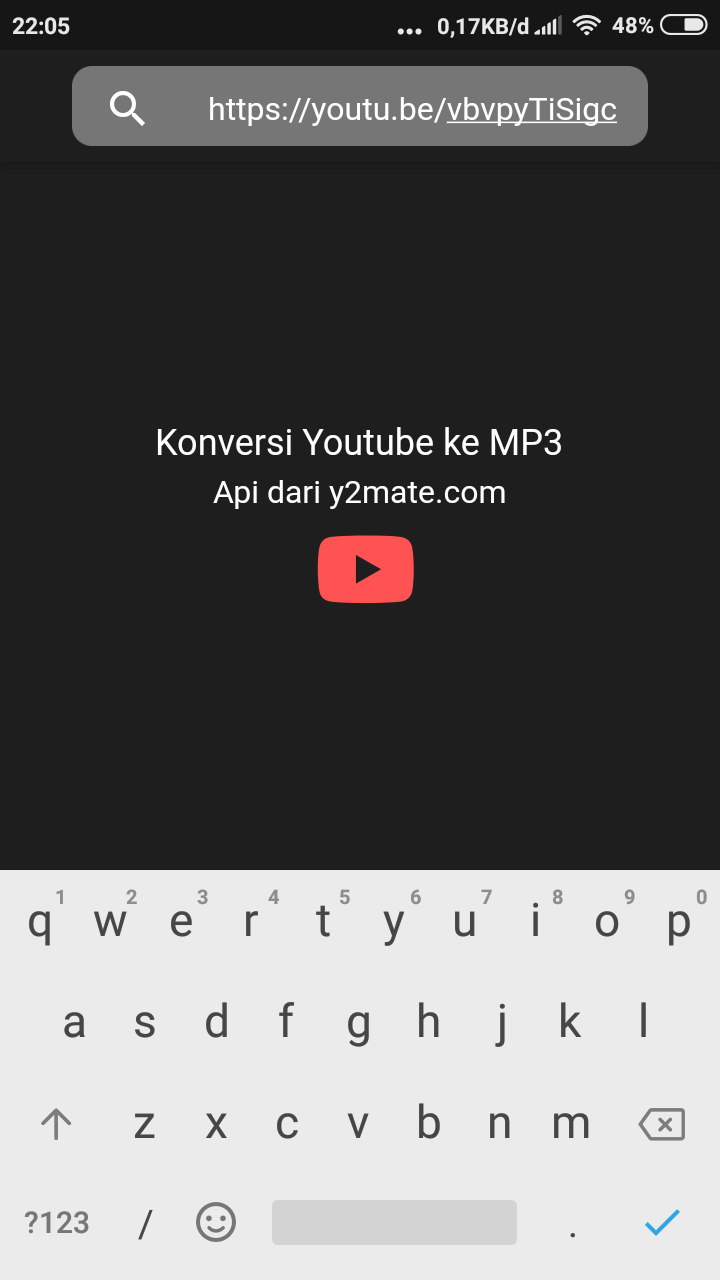 22:05 ... 0,17KB/d 48%
https://youtu.be/vbvpyTiSigc
Konversi Youtube ke MP3
Api dari y2mate.com
1 2 3 4 5 6 7 8 9 0
q w e r t y u i o p
a s d f g h j k l
z x c v b n m
?123 / .